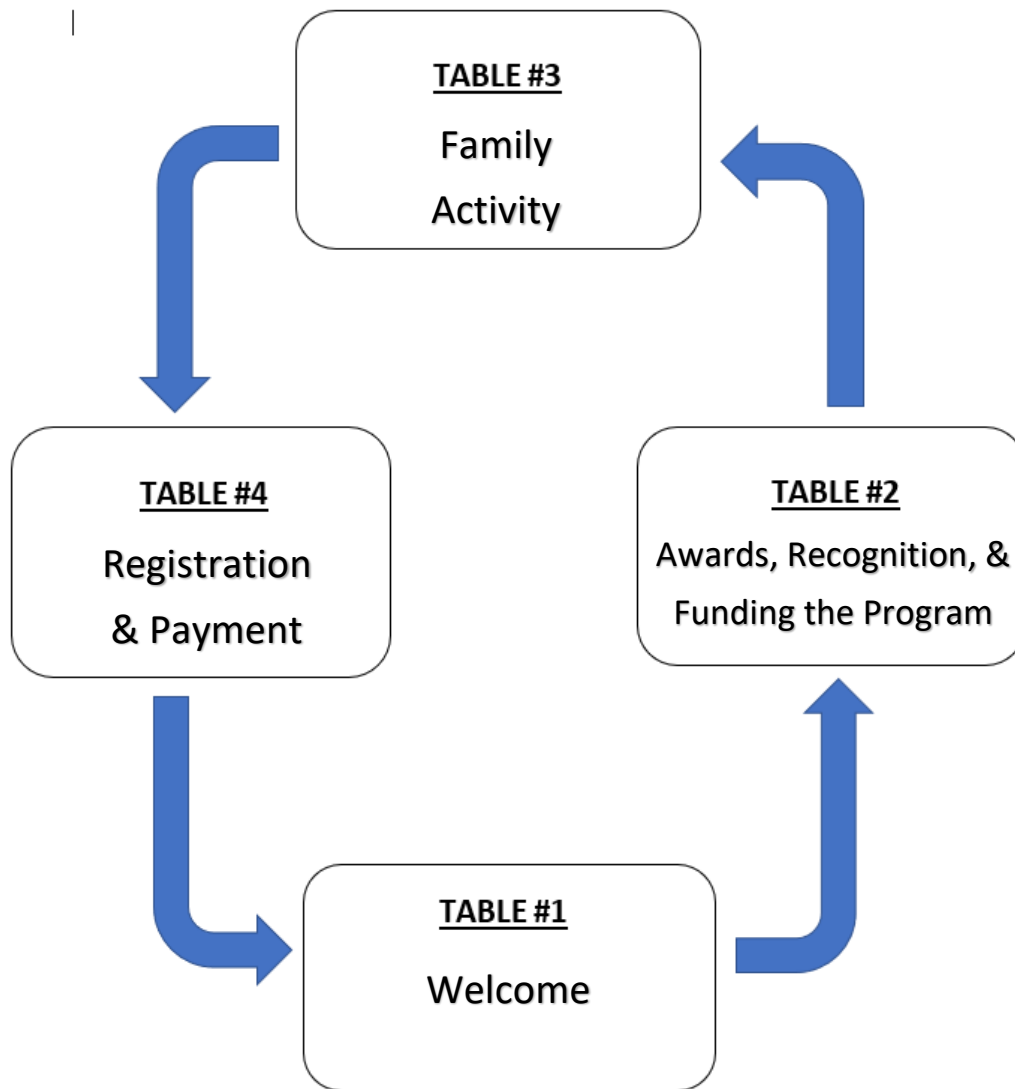 TABLE #3
Family
Activity
TABLE #4
Registration
& Payment
TABLE #2
Awards, Recognition, &
Funding the Program
TABLE #1
Welcome